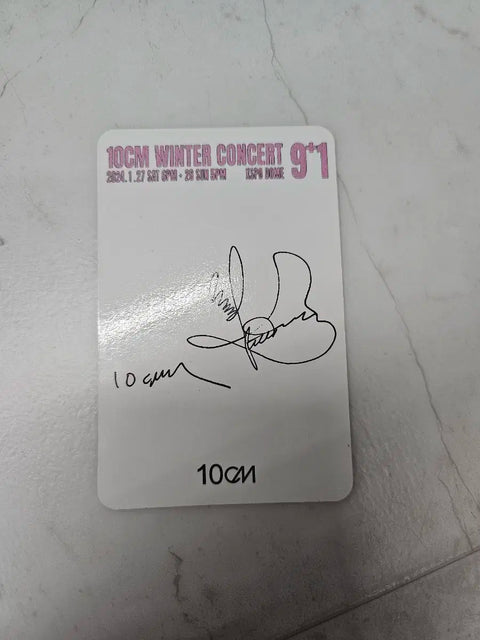 10CM WINTER CONCERT 9+1
2024.1.27 SAT 6PM • 28 SUN 5PM KSPO DOME
10cm
10CM